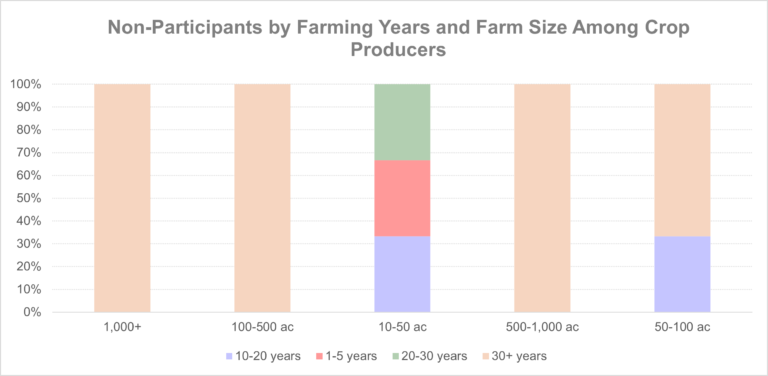 Non-Participants by Farming Years and Farm Size Among Crop
Producers
100%
90%
80%
70%
60%
50%
40%
30%
20%
10%
0%
1,000+ 100-500 ac 10-50 ac 500-1,000 ac 50-100 ac
10-20 years 1-5 years 20-30 years 30+ years